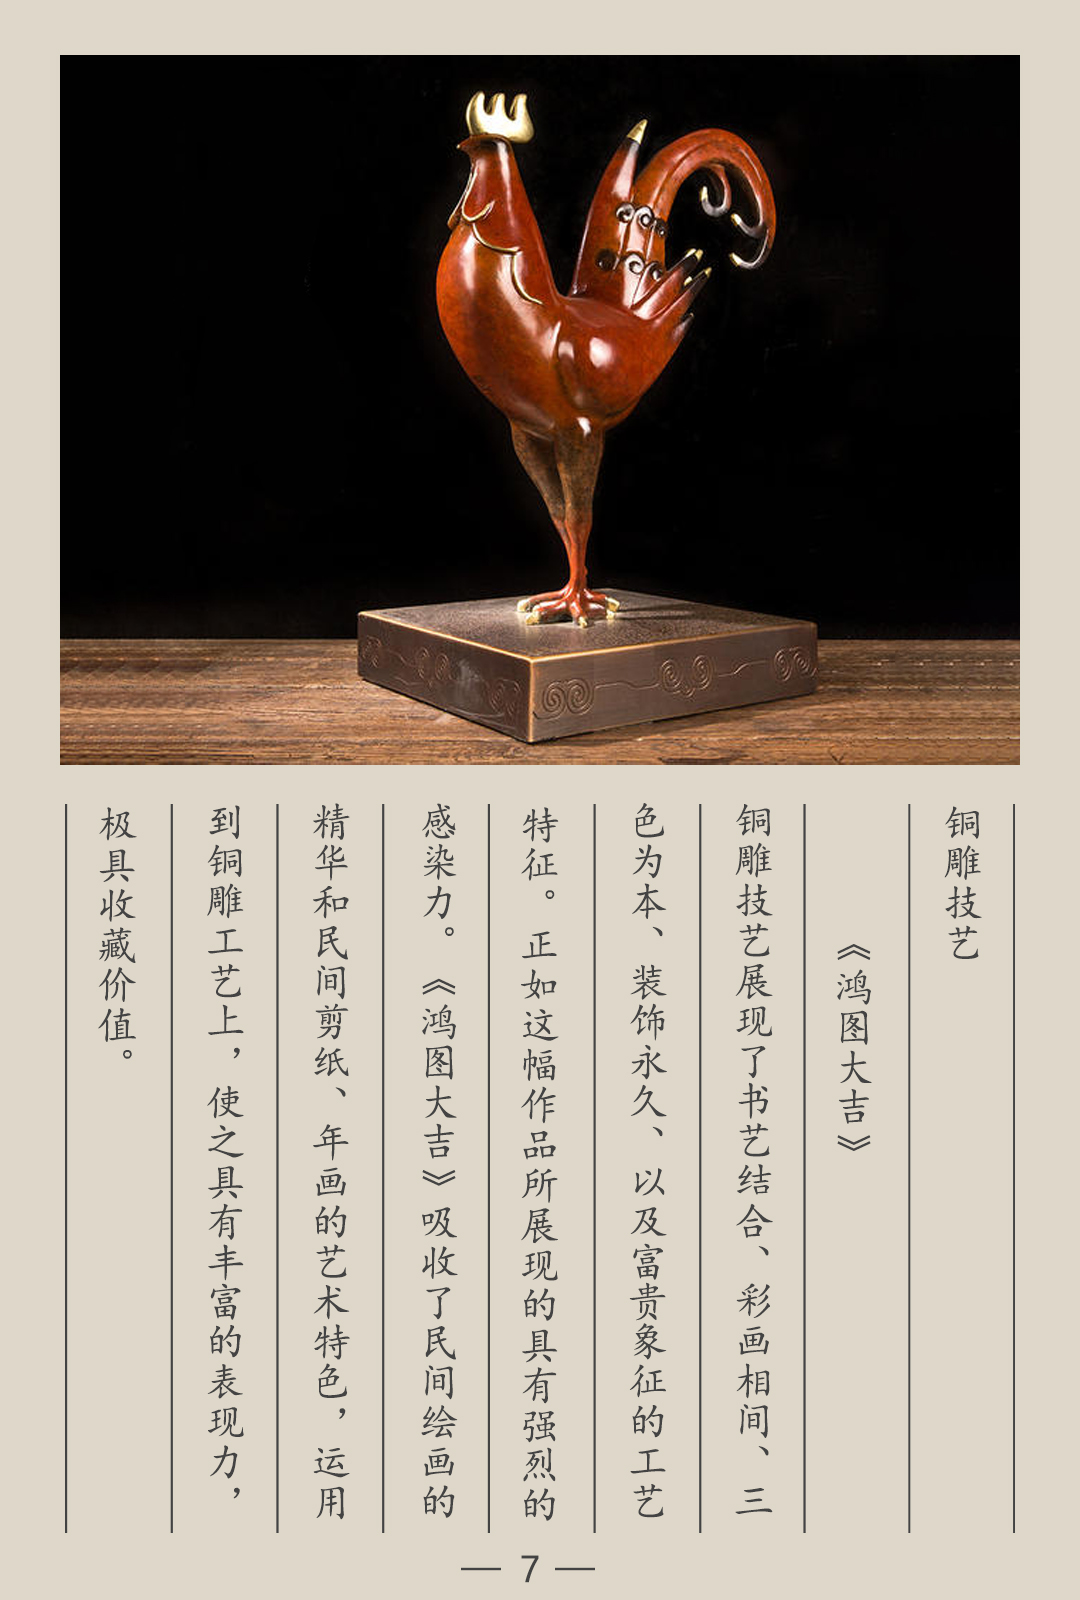 铜雕技艺
《鸿图大吉》
铜雕技艺展现了书艺结合、彩画相间、三
色为本、装饰永久、以及富贵象征的工艺
特征。正如这幅作品所展现的具有强烈的
感染力。《鸿图大吉》吸收了民间绘画的
精华和民间剪纸、年画的艺术特色，运用
到铜雕工艺上，使之具有丰富的表现力，
极具收藏价值。
— 7 —